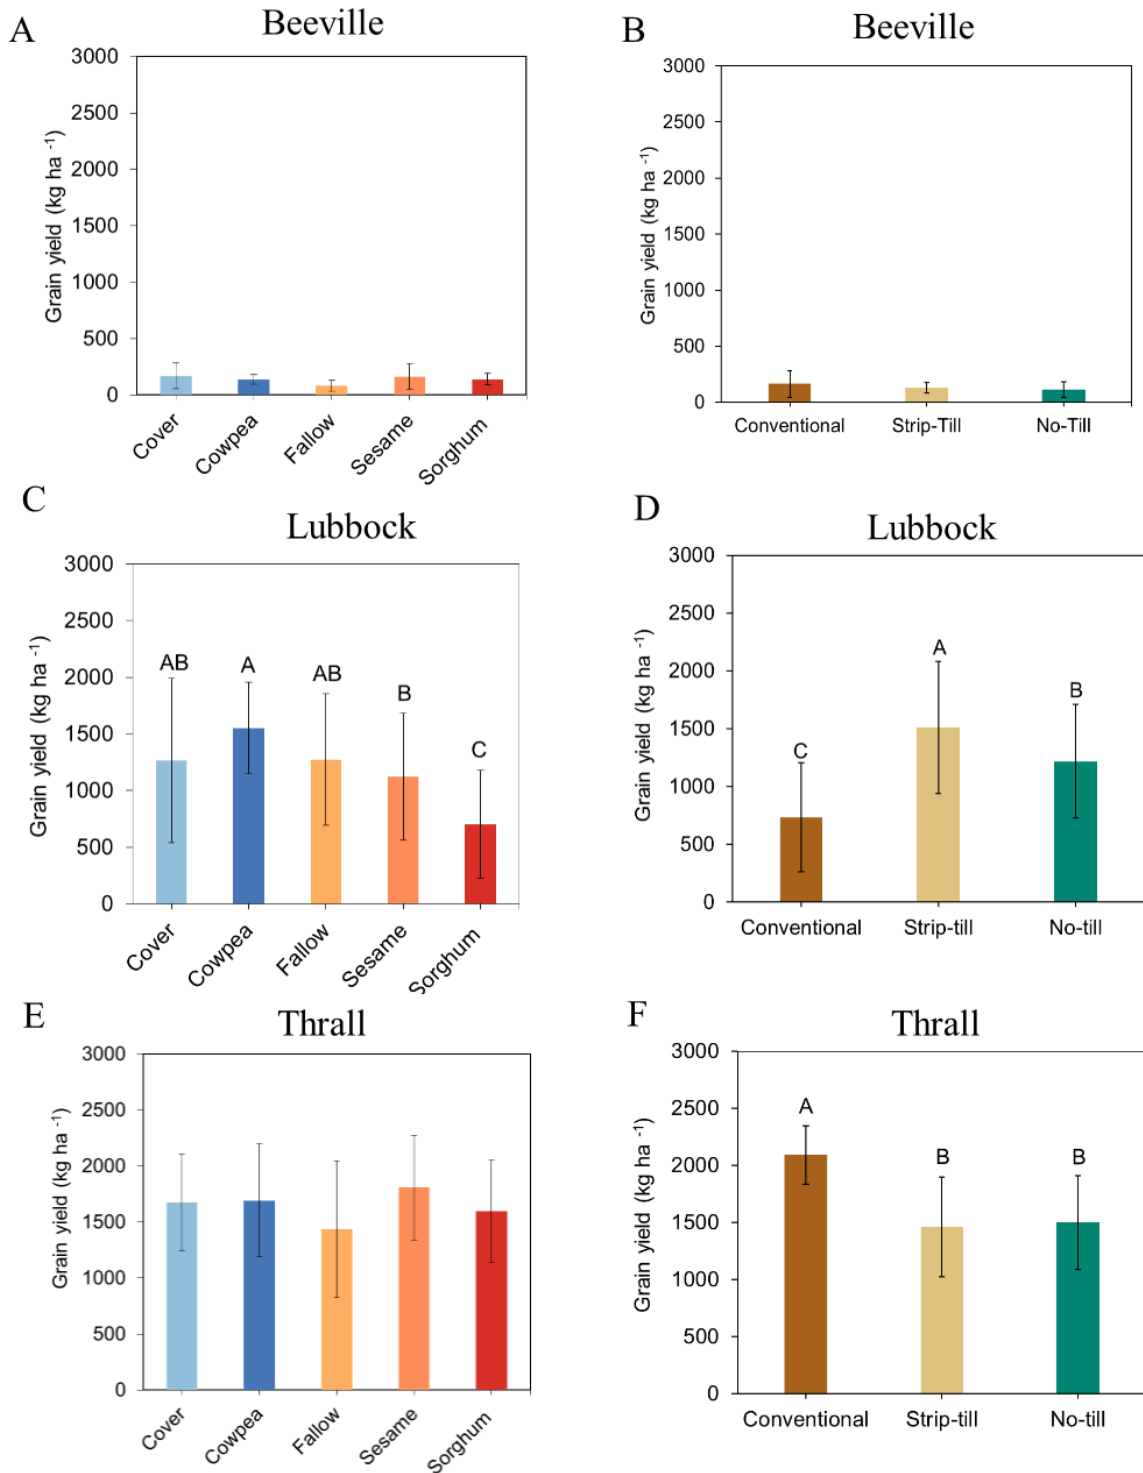 A
Beeville
Grain yield (kg ha -1)
3000
2500
2000
1500
1000
500
0
Cover
Cowpea
Fallow
Sesame
Sorghum
B
Beeville
Grain yield (kg ha -1)
3000
2500
2000
1500
1000
500
0
Conventional
Strip-Till
No-Till
C
Lubbock
Grain yield (kg ha -1)
3000
2500
2000
1500
1000
500
0
AB
A
AB
B
C
Cover
Cowpea
Fallow
Sesame
Sorghum
D
Lubbock
Grain yield (kg ha -1)
3000
2500
2000
1500
1000
500
0
C
A
B
Conventional
Strip-till
No-till
E
Thrall
Grain yield (kg ha -1)
3000
2500
2000
1500
1000
500
0
Cover
Cowpea
Fallow
Sesame
Sorghum
F
Thrall
Grain yield (kg ha -1)
3000
2500
2000
1500
1000
500
0
A
B
B
Conventional
Strip-till
No-till